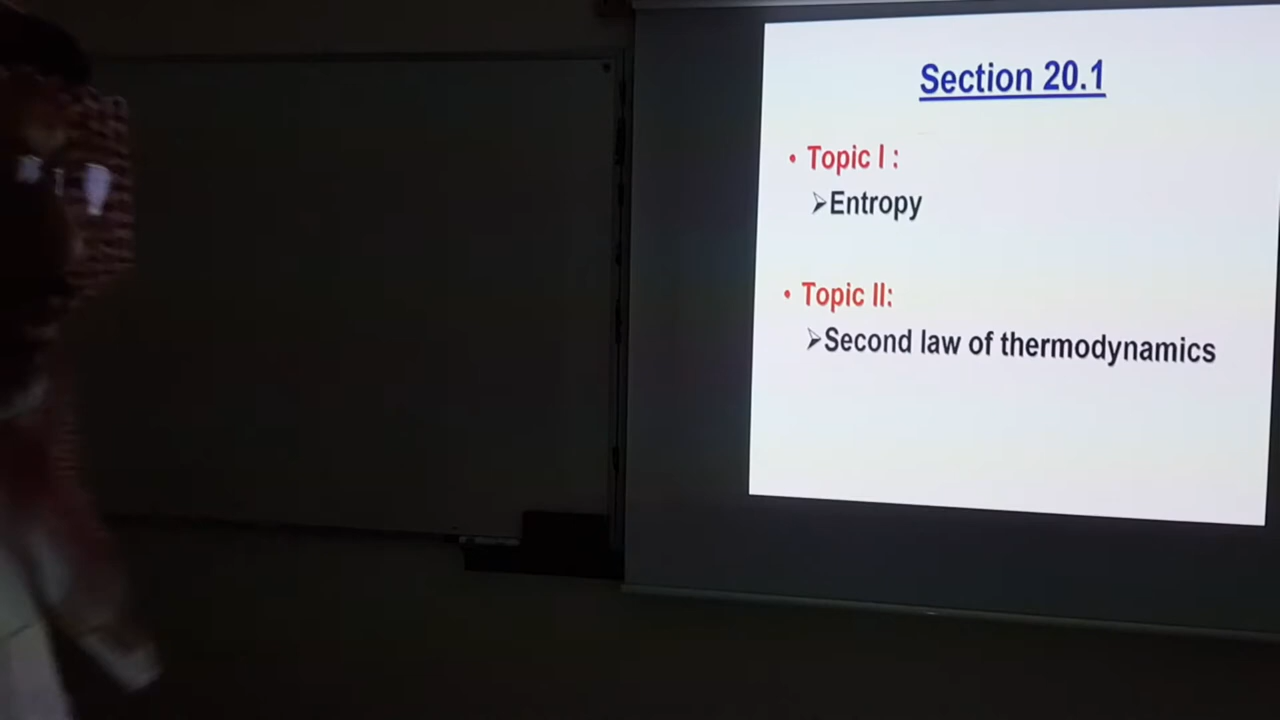 Section 20.1
• Topic I :
➢Entropy
• Topic II:
➢Second law of thermodynamics